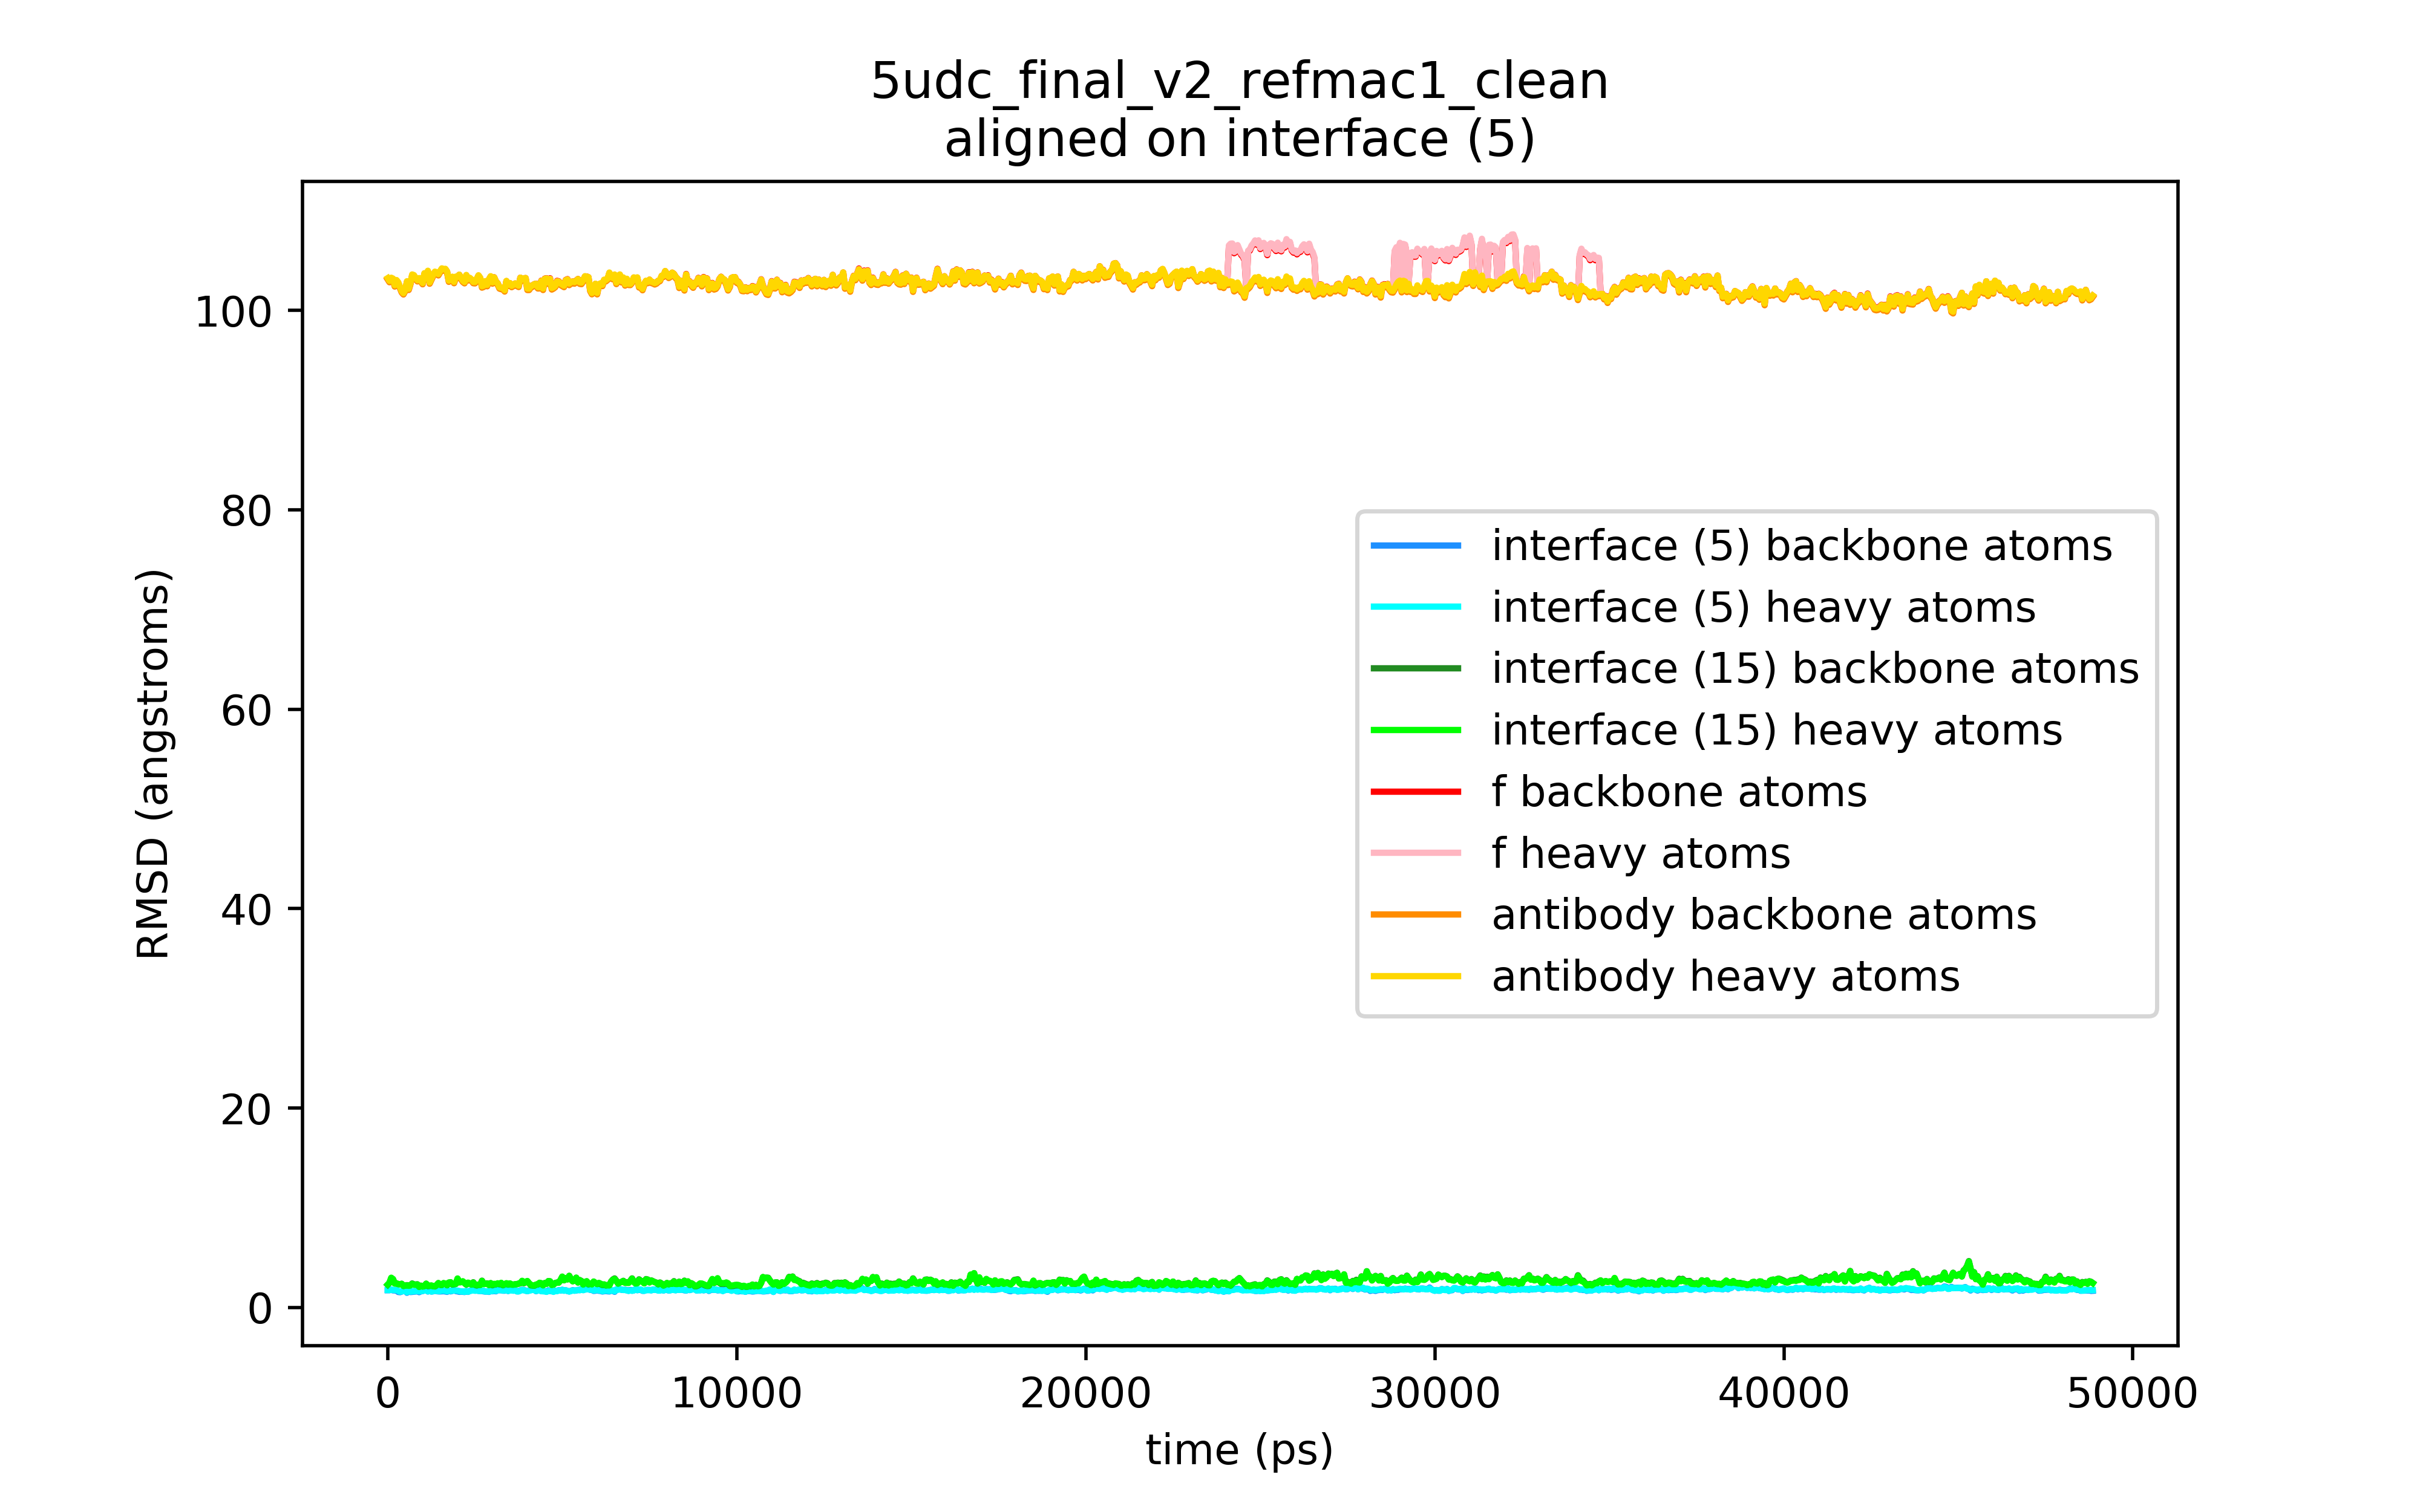 5udc_final_v2_refmac1_clean
aligned on interface (5)
RMSD (angstroms)
100
80
60
40
20
0
interface (5) backbone atoms
interface (5) heavy atoms
interface (15) backbone atoms
interface (15) heavy atoms
f backbone atoms
f heavy atoms
antibody backbone atoms
antibody heavy atoms
0 10000 20000 30000 40000 50000
time (ps)